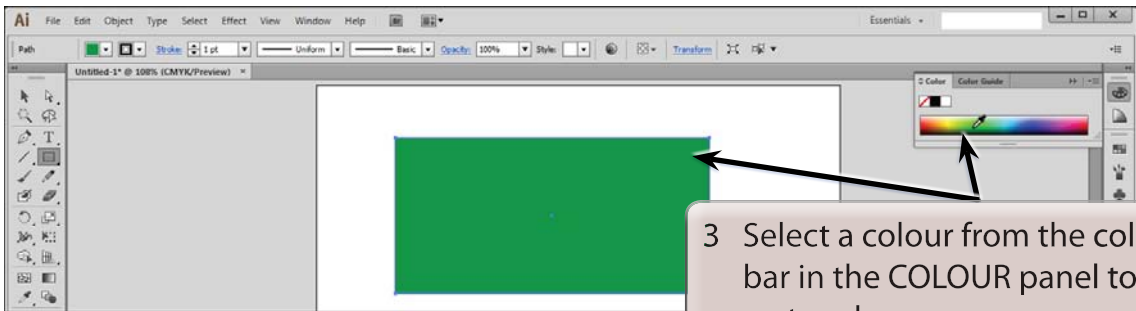 Ai File Edit Object Type Select Effect View Window Help Br Essentials
Path Stroke: 1 pt Uniform Basic Opacity: 100% Style: Transform
Untitled-1* @ 100% (CMYK/Preview) ×
Color Color Guide
3 Select a colour from the col
bar in the COLOUR panel to